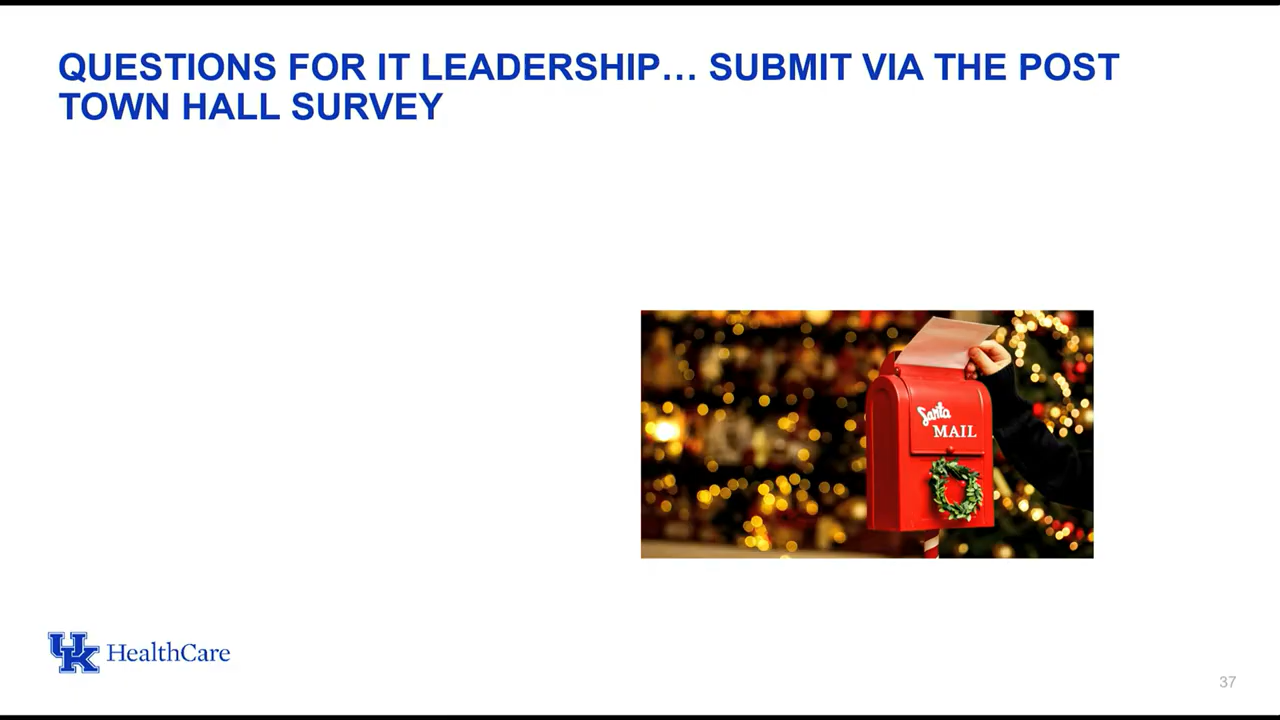 QUESTIONS FOR IT LEADERSHIP… SUBMIT VIA THE POST
TOWN HALL SURVEY
Santa
MAIL
UK HealthCare
37